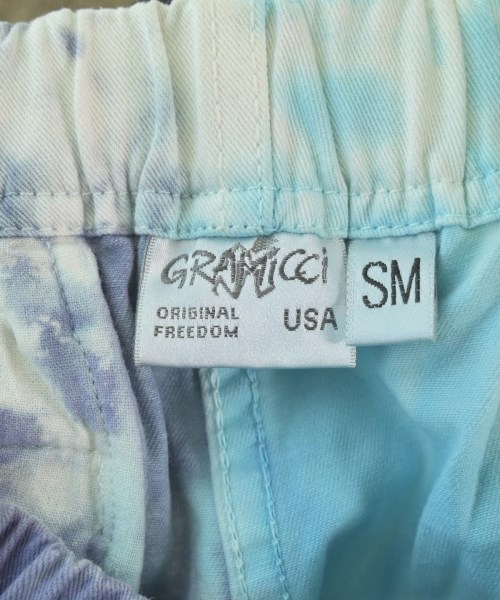 GRAMICCi
ORIGINAL
FREEDOM
USA
SM